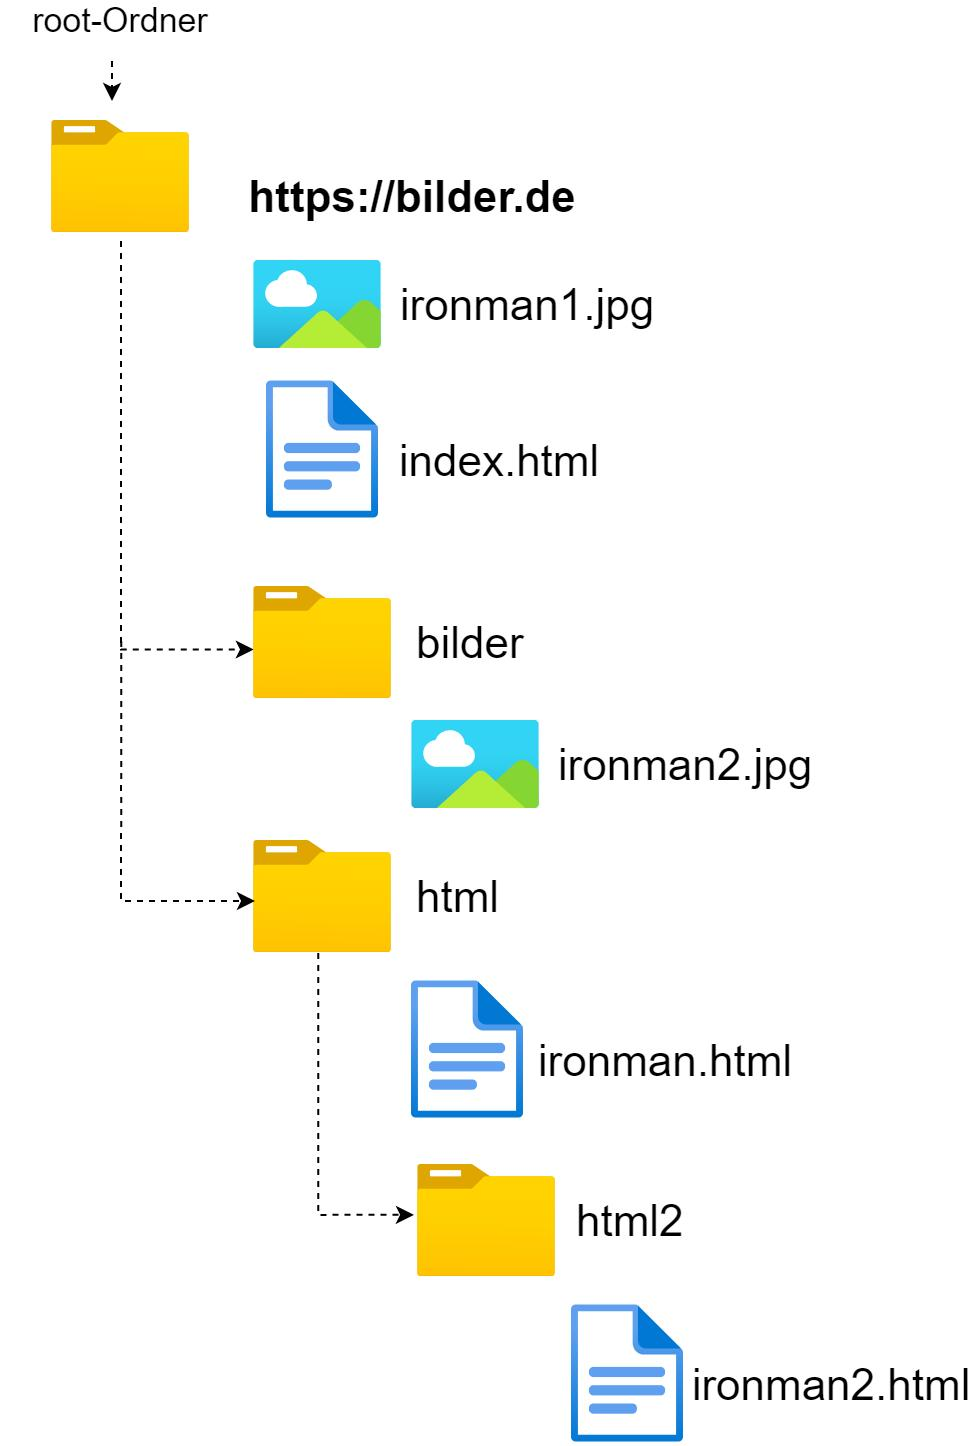 root-Ordner
https://bilder.de
ironman1.jpg
index.html
bilder
ironman2.jpg
html
ironman.html
html2
ironman2.html